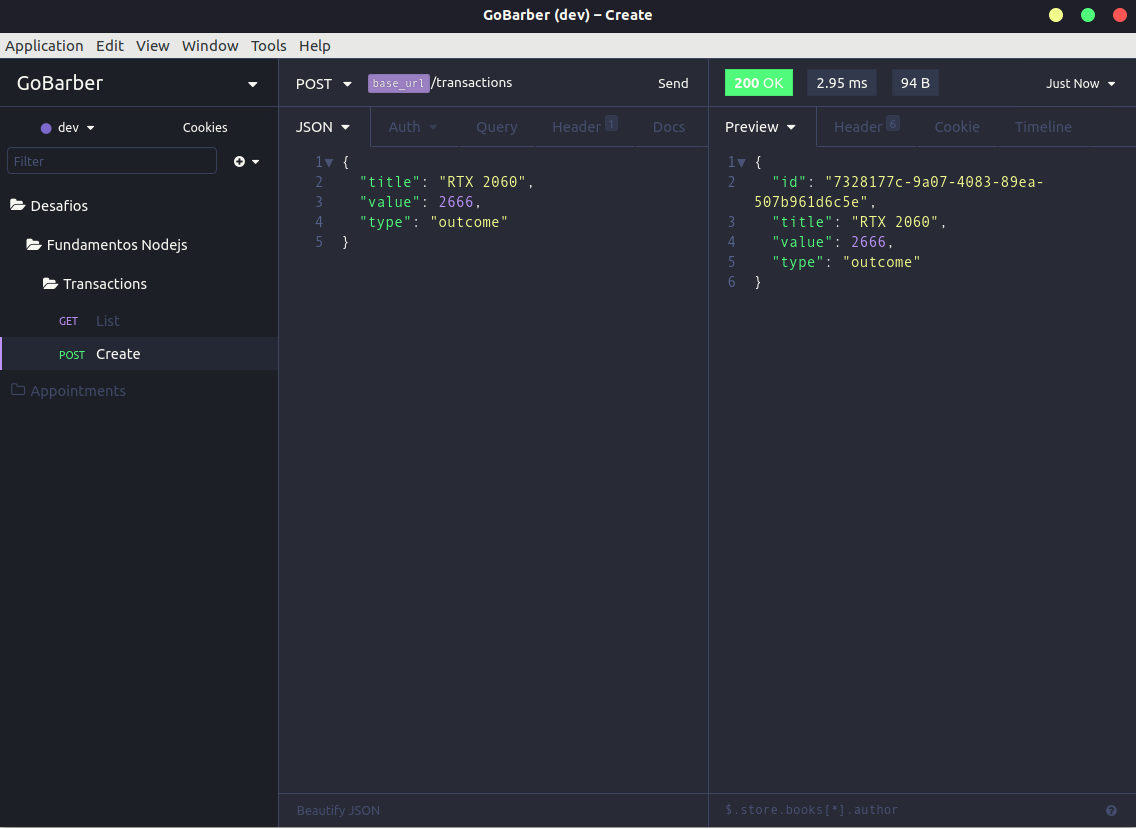 GoBarber (dev) – Create
Application Edit View Window Tools Help
GoBarber
POST base_url/transactions Send
200 OK 2.95 ms 94 B Just Now
dev Cookies
JSON Auth Query Header 1 Docs
Preview Header 6 Cookie Timeline
Filter
Desafios
Fundamentos Nodejs
Transactions
GET List
POST Create
Appointments
1 {
2 "title": "RTX 2060",
3 "value": 2666,
4 "type": "outcome"
5 }
Beautify JSON
1 {
2 "id": "7328177c-9a07-4083-89ea-
507b961d6c5e",
3 "title": "RTX 2060",
4 "value": 2666,
5 "type": "outcome"
6 }
$.store.books[*].author